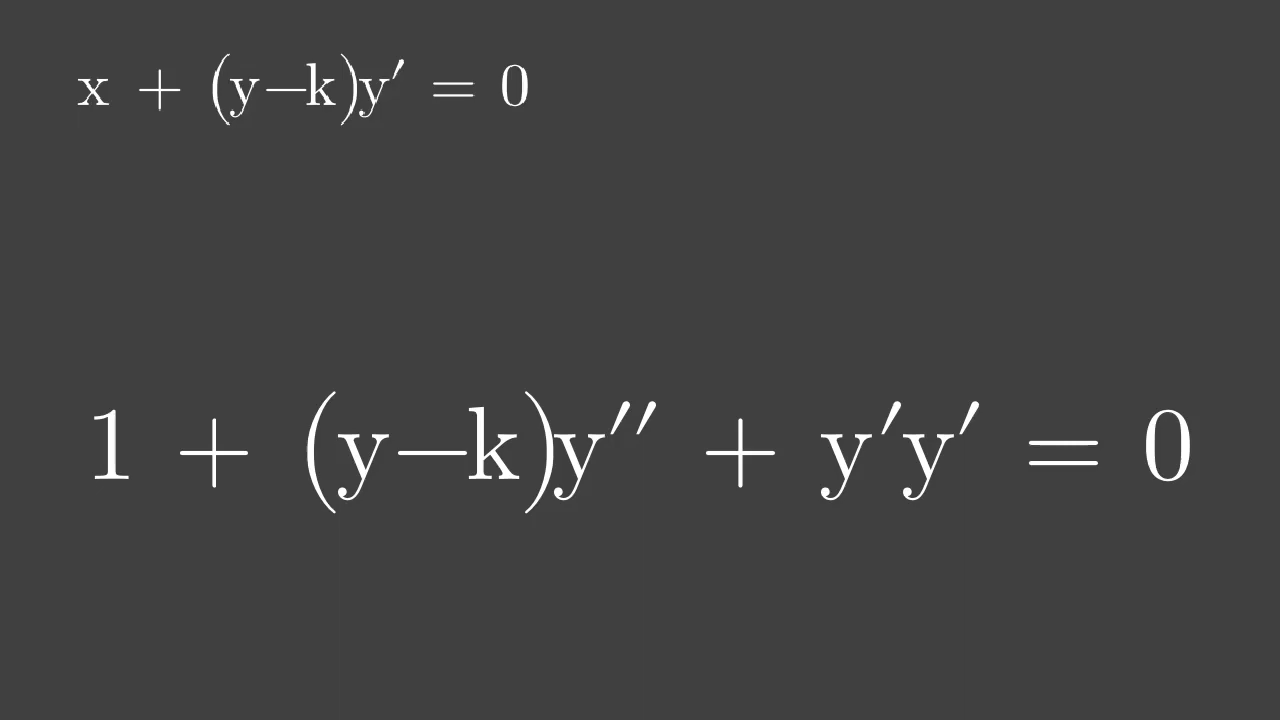 x + (y−k)y′ = 0
1 + (y−k)y′′ + y′y′ = 0